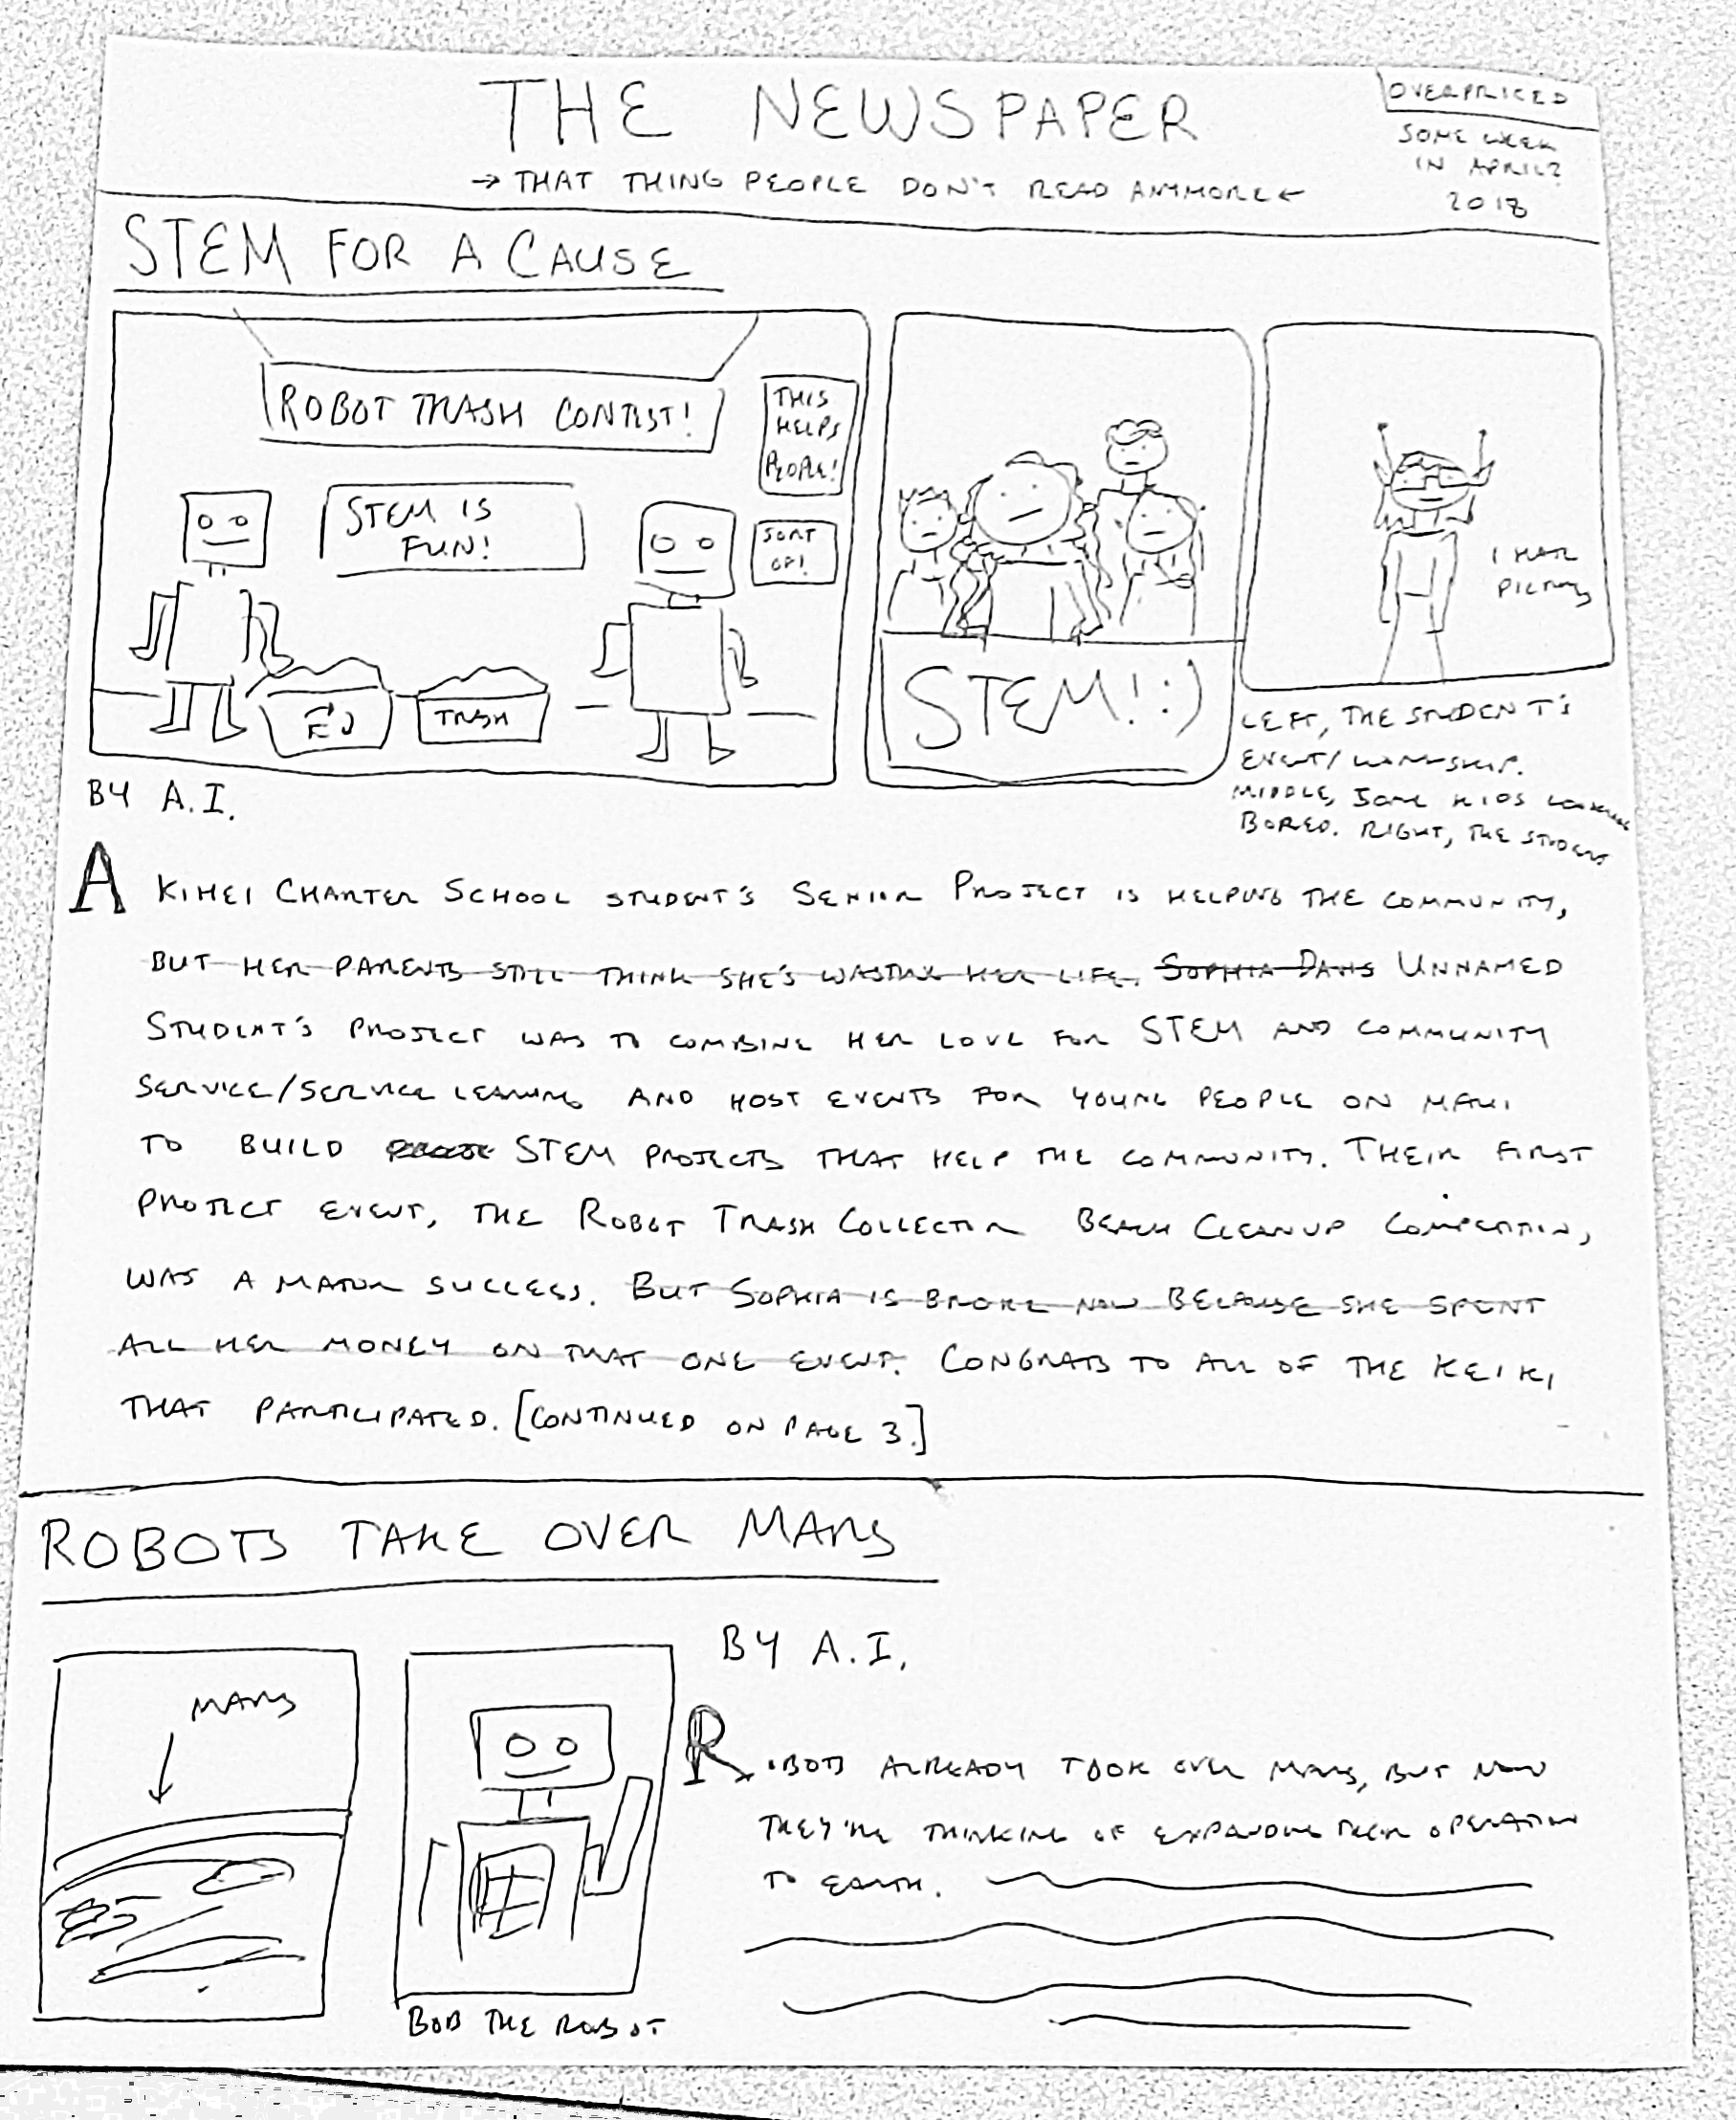 THE NEWSPAPER
OVERPRICED
→ THAT THING PEOPLE DON'T READ ANYMORE ←
SOME WEEK
IN APRIL?
2018
STEM FOR A CAUSE
ROBOT TRASH CONTEST!
THIS
HELPS
PEOPLE!
STEM IS
FUN!
SORT
OF!
TRASH
STEM! :)
I HATE
PICTURES
LEFT, THE STUDENT'S
EVENT/WORKSHIP.
MIDDLE, SOME KIDS LOOKING
BORED. RIGHT, THE STUDENT
BY A.I.
A KIHEI CHARTER SCHOOL STUDENT'S SENIOR PROJECT IS HELPING THE COMMUNITY,
BUT HER PARENTS STILL THINK SHE'S WASTING HER LIFE. SOPHIA DAVIS UNNAMED
STUDENT'S PROJECT WAS TO COMBINE HER LOVE FOR STEM AND COMMUNITY
SERVICE/SERVICE LEARNING AND HOST EVENTS FOR YOUNG PEOPLE ON MAUI
TO BUILD STEM PROJECTS THAT HELP THE COMMUNITY. THEIR FIRST
PROJECT EVENT, THE ROBOT TRASH COLLECTION BEACH CLEANUP COMPETITION,
WAS A MAJOR SUCCESS. BUT SOPHIA IS BROKE NOW BECAUSE SHE SPENT
ALL HER MONEY ON THAT ONE EVENT. CONGRATS TO ALL OF THE KEIKI
THAT PARTICIPATED. [CONTINUED ON PAGE 3.]
ROBOTS TAKE OVER MARS
BY A.I.
MARS
ROBOTS ALREADY TOOK OVER MARS, BUT NOW
THEY'RE THINKING OF EXPANDING THEIR OPERATION
TO EARTH.
BOB THE ROBOT